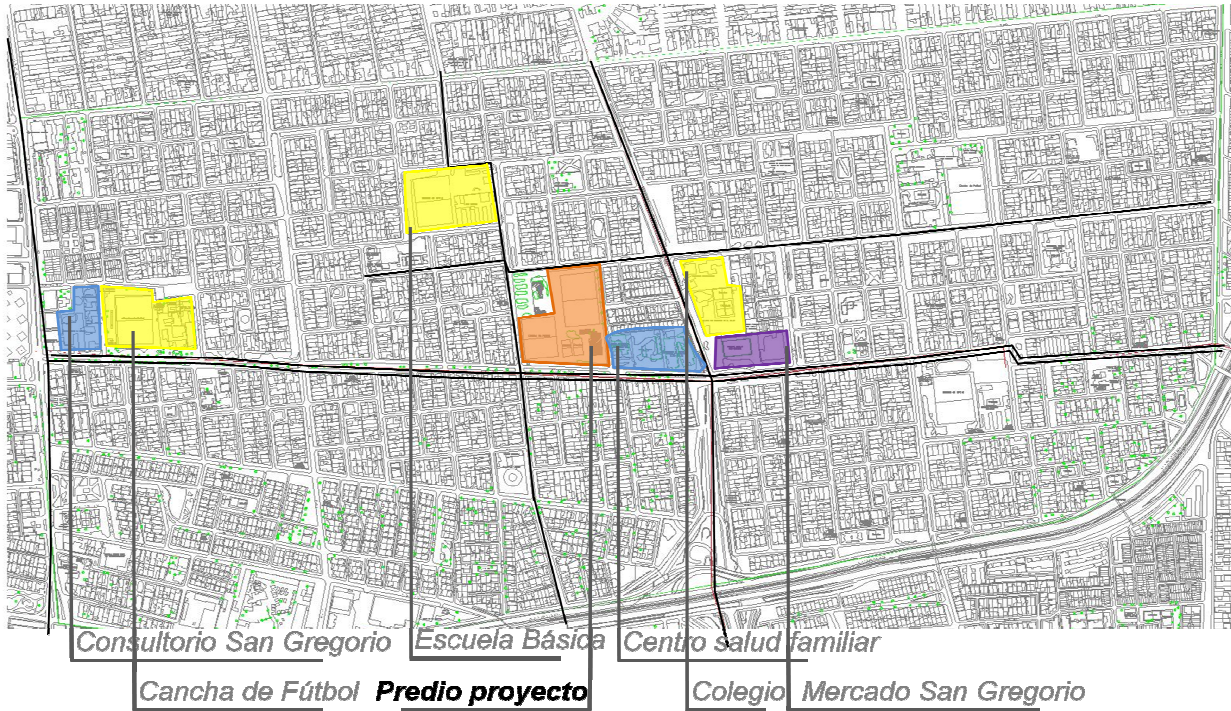 Consultorio San Gregorio Escuela Básica Centro salud familiar
Cancha de Fútbol Predio proyecto Colegio Mercado San Gregorio